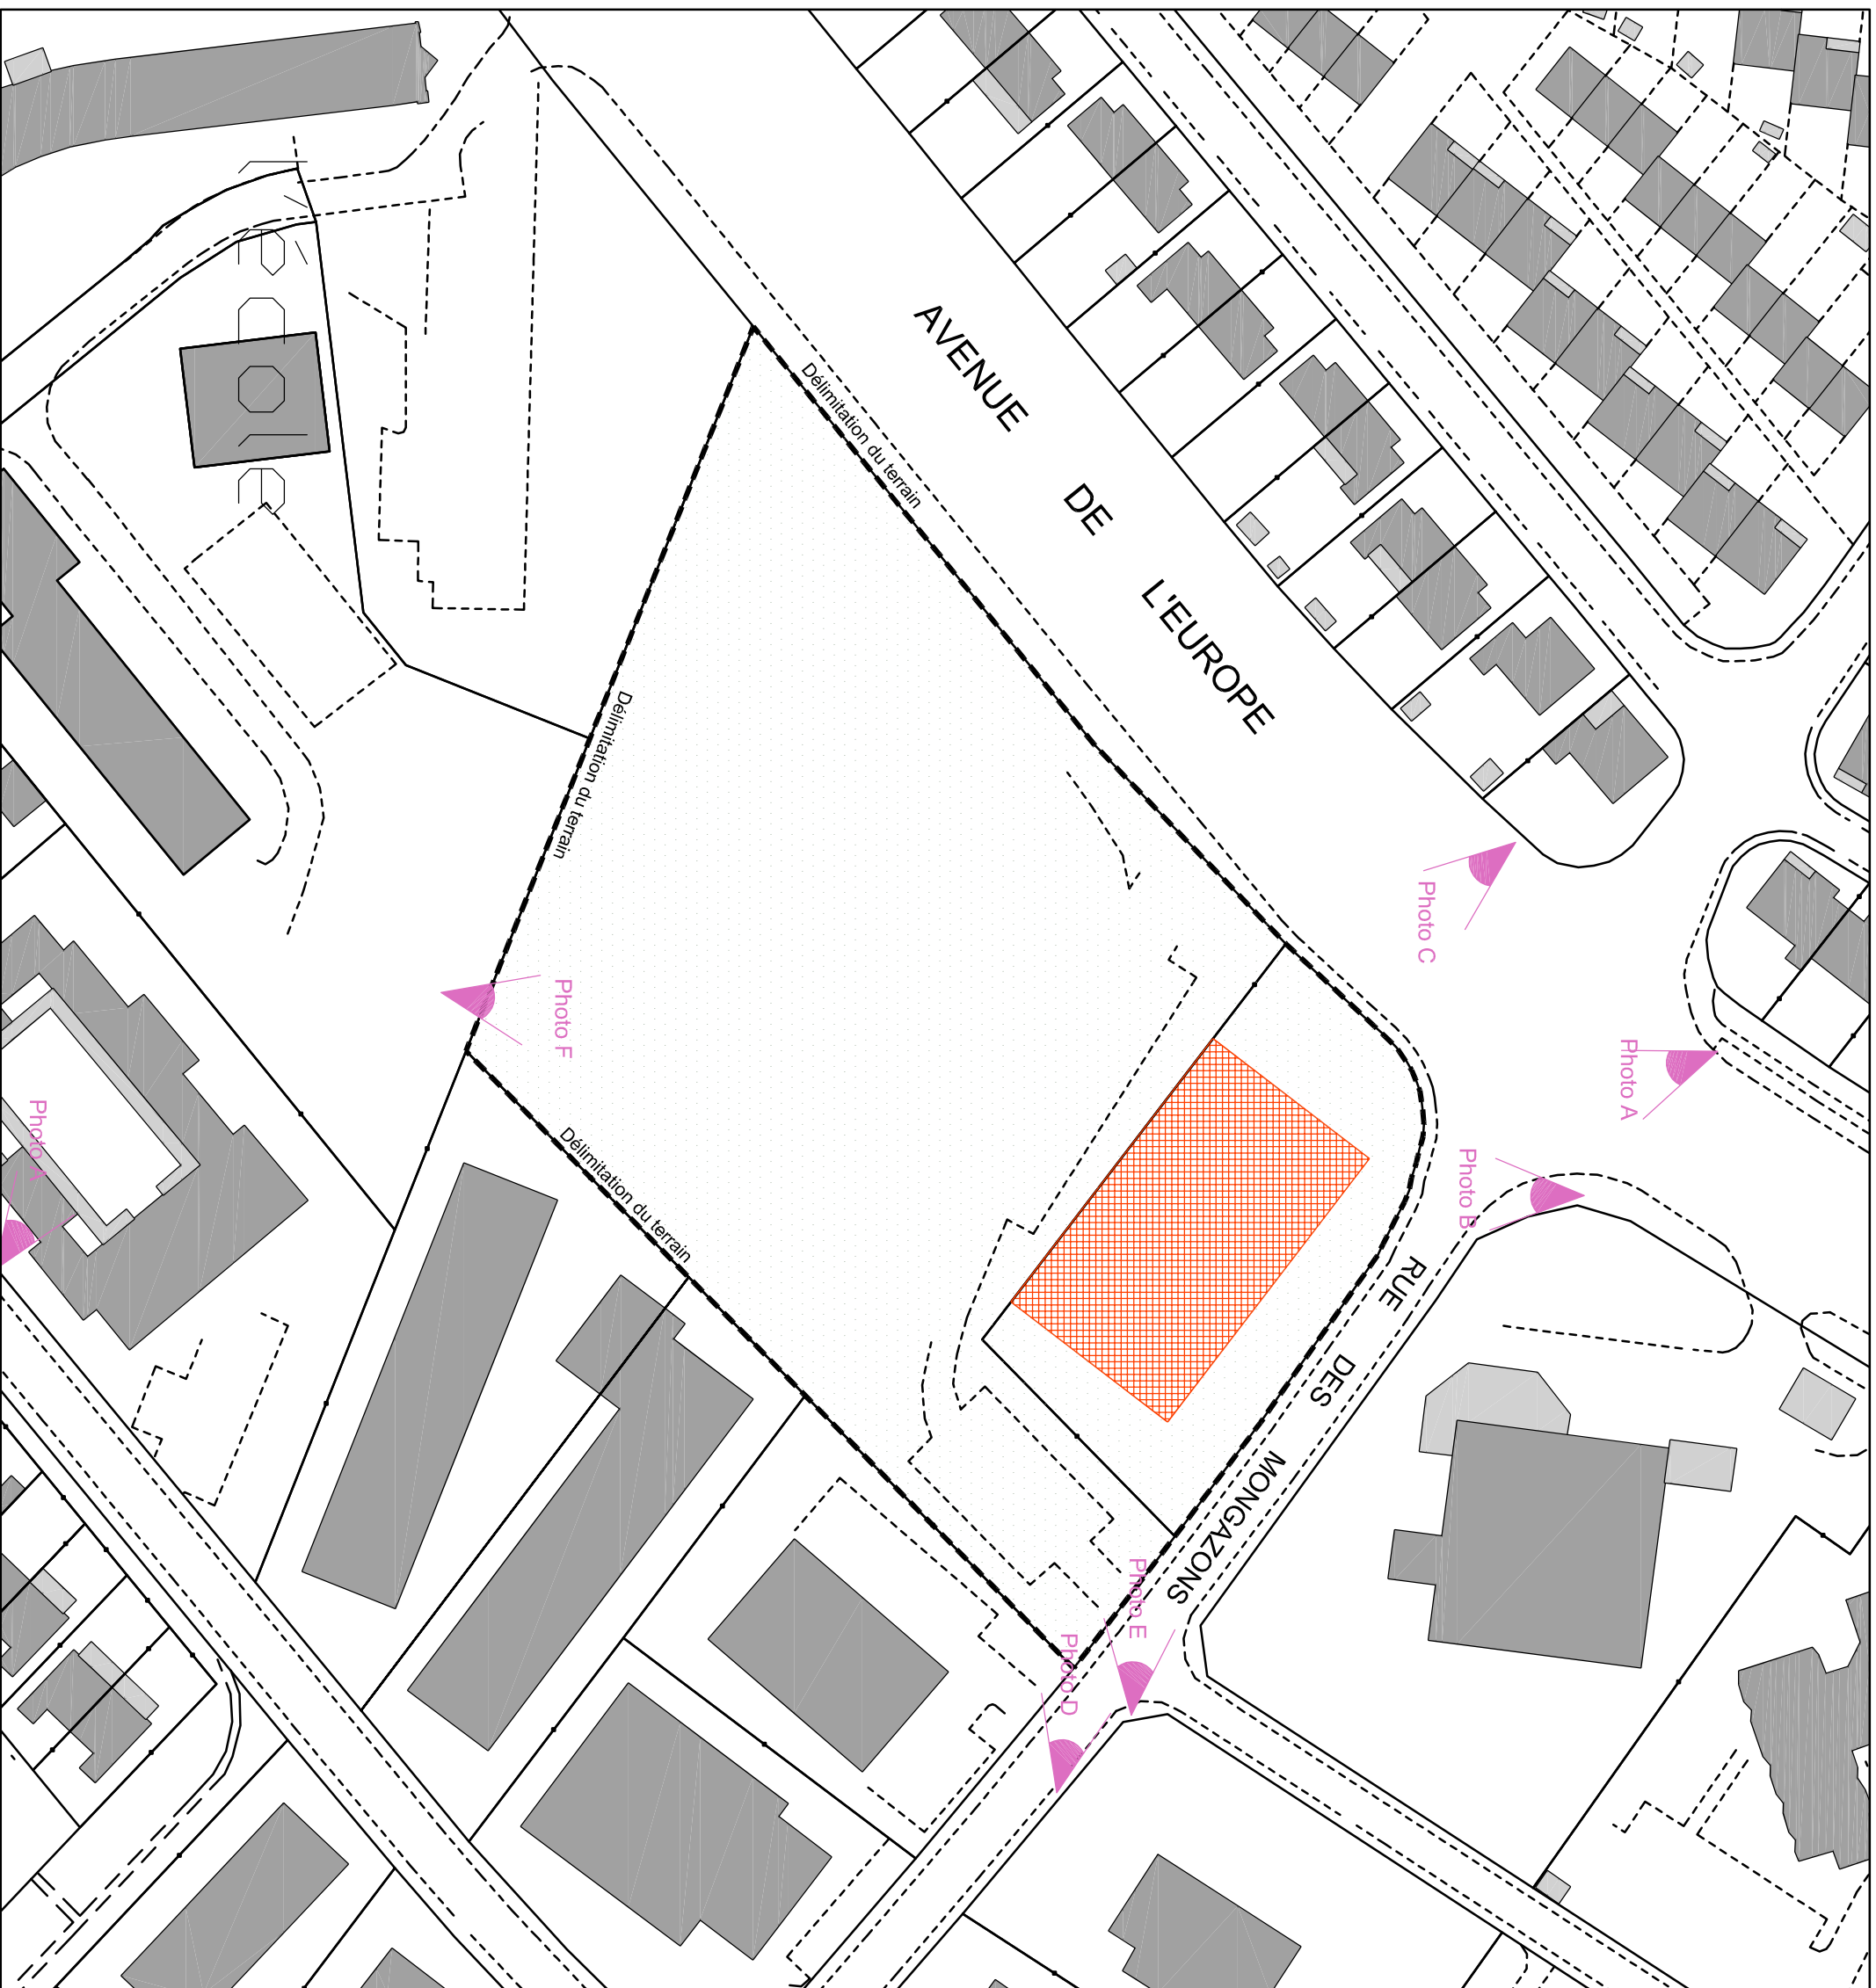 AVENUE DE L'EUROPE
Délimitation du terrain
Délimitation du terrain
Délimitation du terrain
RUE DES MONGAZONS
Photo C
Photo A
Photo B
Photo F
Photo E
Photo D
Photo A